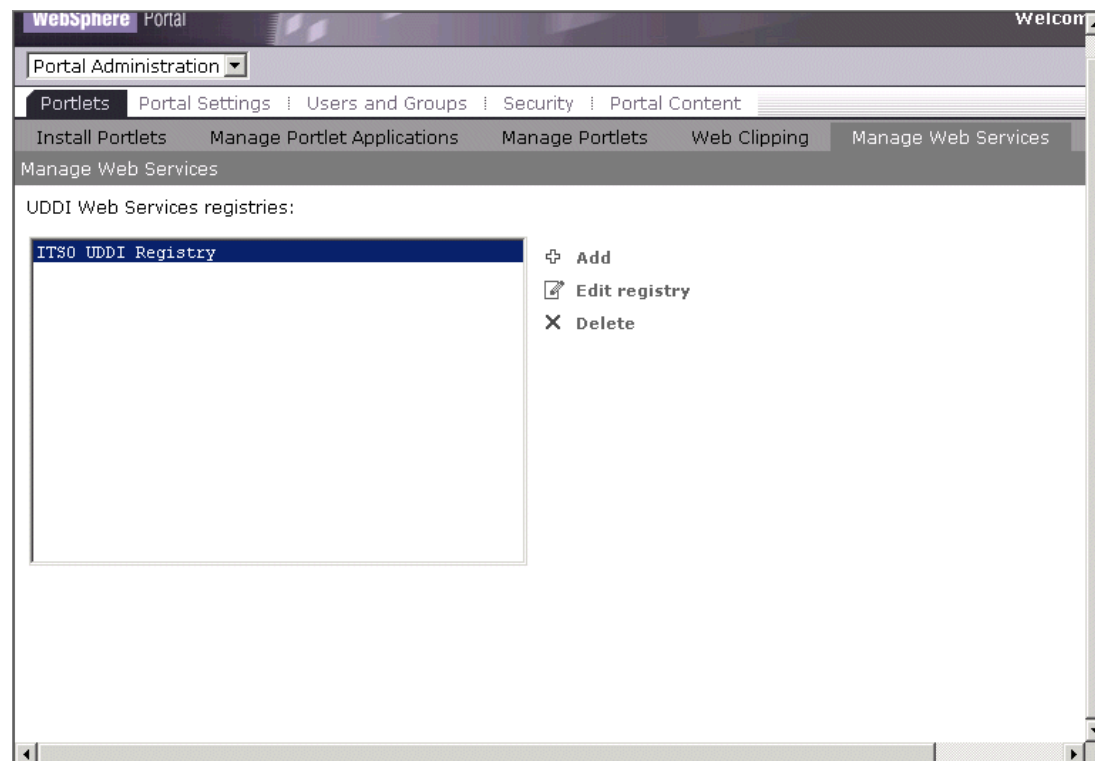 WebSphere Portal Welcom
Portal Administration
Portlets Portal Settings Users and Groups Security Portal Content
Install Portlets Manage Portlet Applications Manage Portlets Web Clipping Manage Web Services
Manage Web Services
UDDI Web Services registries:
ITSO UDDI Registry
Add
Edit registry
Delete